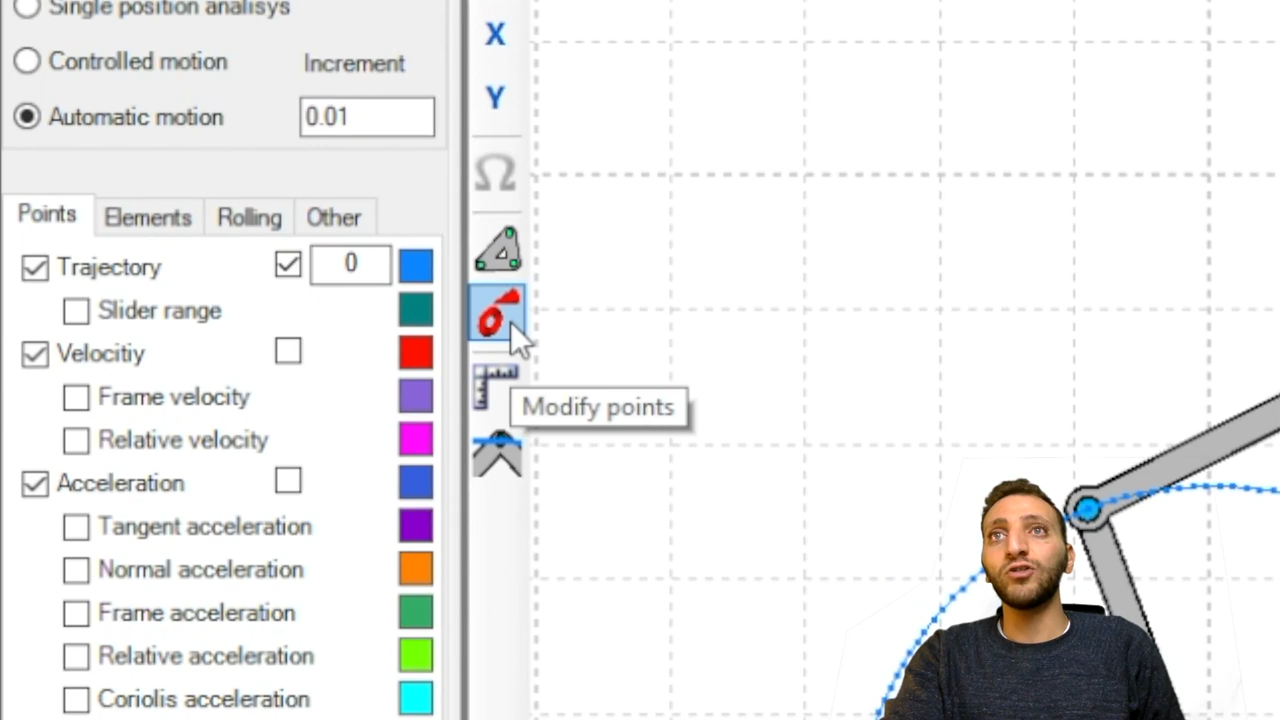 Single position analisys
Controlled motion
Increment
Automatic motion
0.01
X
Y
Ω
Points
Elements
Rolling
Other
Trajectory
0
Slider range
Velocitiy
Frame velocity
Relative velocity
Modify points
Acceleration
Tangent acceleration
Normal acceleration
Frame acceleration
Relative acceleration
Coriolis acceleration